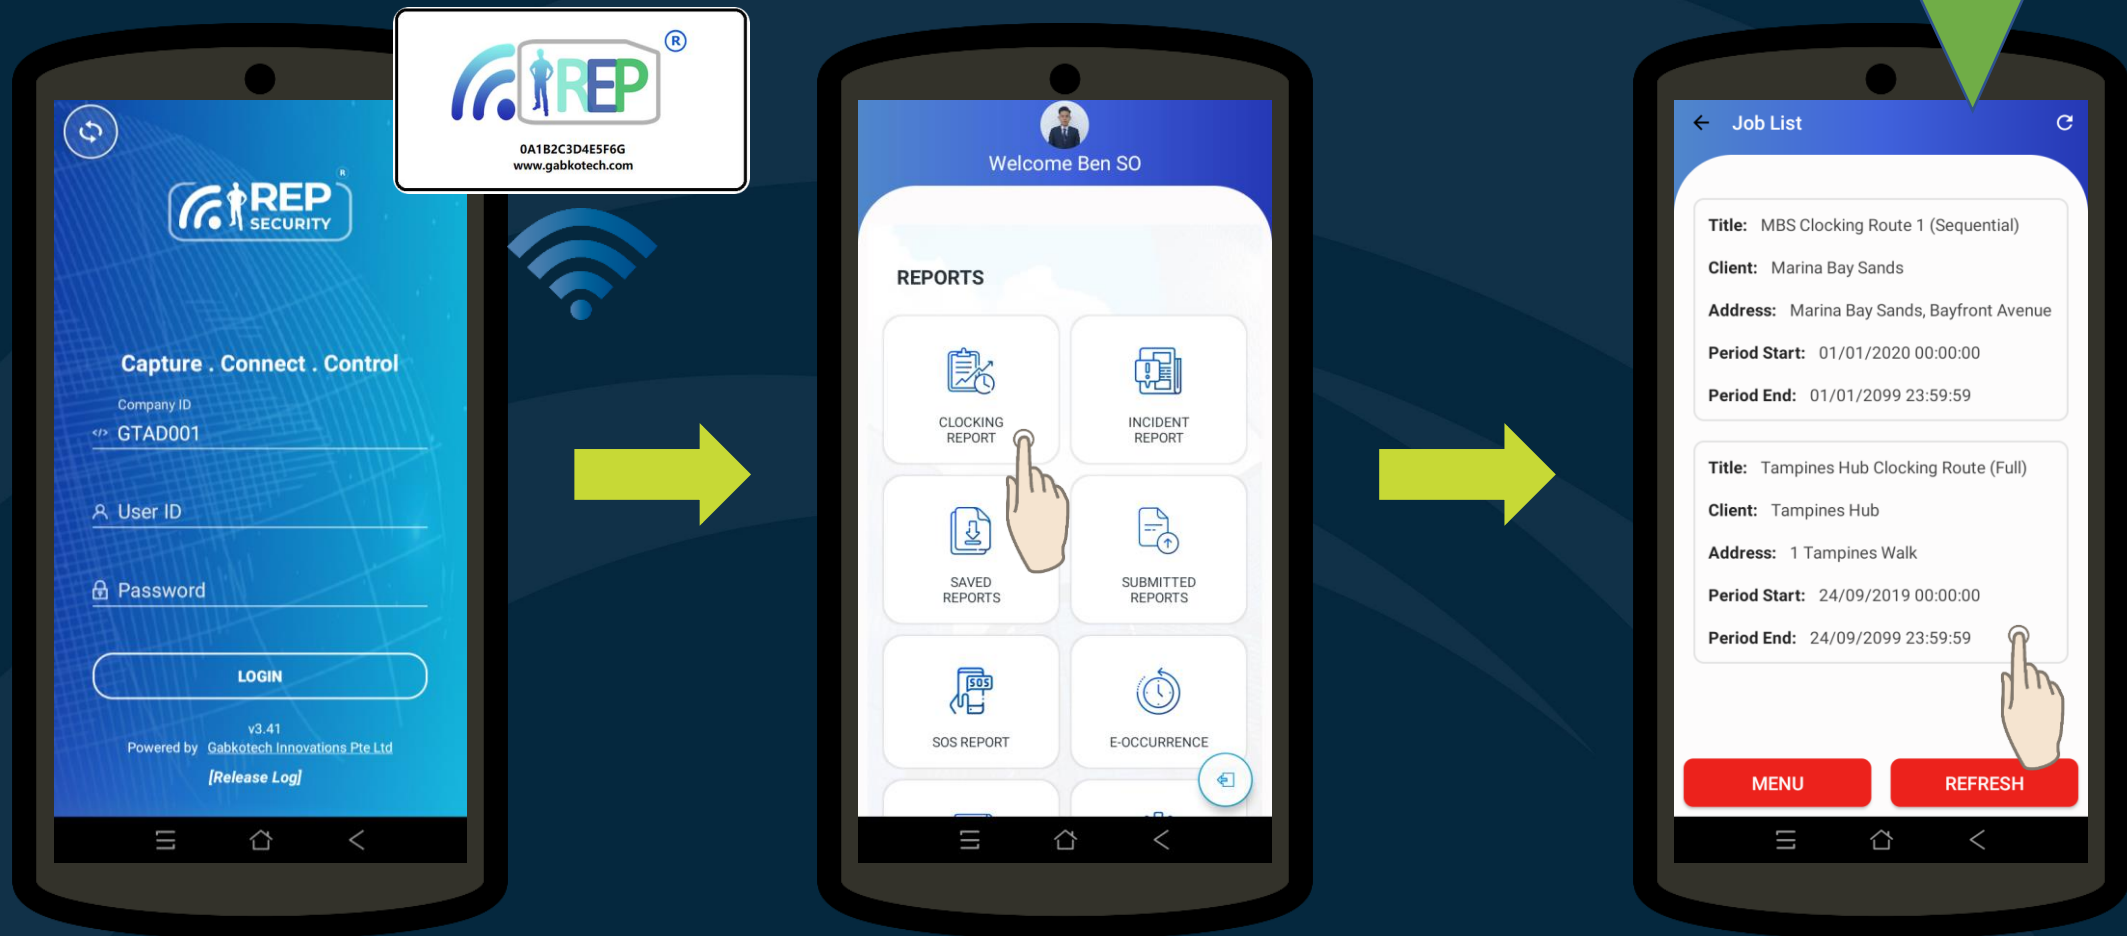 REP
SECURITY
®
Capture . Connect . Control
Company ID
GTAD001
User ID
Password
LOGIN
v3.41
Powered by Gabkotech Innovations Pte Ltd
[Release Log]
REP
®
0A1B2C3D4E5F6G
www.gabkotech.com
Welcome Ben SO
REPORTS
CLOCKING
REPORT
INCIDENT
REPORT
SAVED
REPORTS
SUBMITTED
REPORTS
SOS
SOS REPORT
E-OCCURRENCE
Job List
Title: MBS Clocking Route 1 (Sequential)
Client: Marina Bay Sands
Address: Marina Bay Sands, Bayfront Avenue
Period Start: 01/01/2020 00:00:00
Period End: 01/01/2099 23:59:59
Title: Tampines Hub Clocking Route (Full)
Client: Tampines Hub
Address: 1 Tampines Walk
Period Start: 24/09/2019 00:00:00
Period End: 24/09/2099 23:59:59
MENU
REFRESH